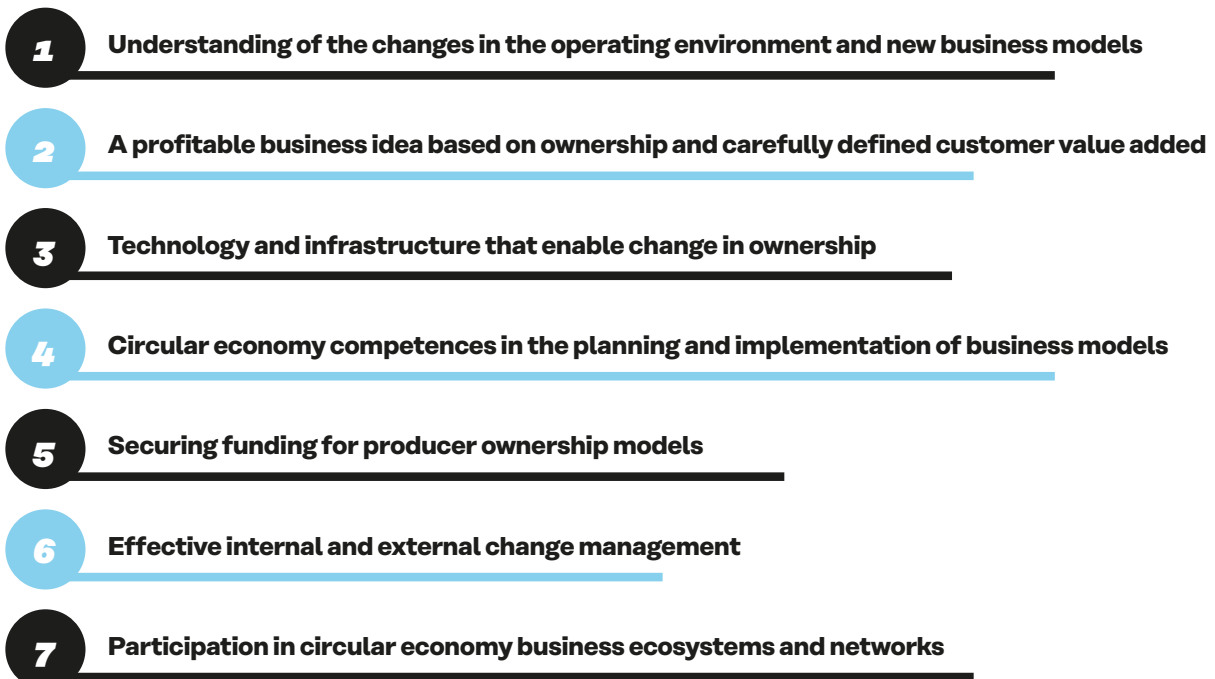 1 Understanding of the changes in the operating environment and new business models
2 A profitable business idea based on ownership and carefully defined customer value added
3 Technology and infrastructure that enable change in ownership
4 Circular economy competences in the planning and implementation of business models
5 Securing funding for producer ownership models
6 Effective internal and external change management
7 Participation in circular economy business ecosystems and networks